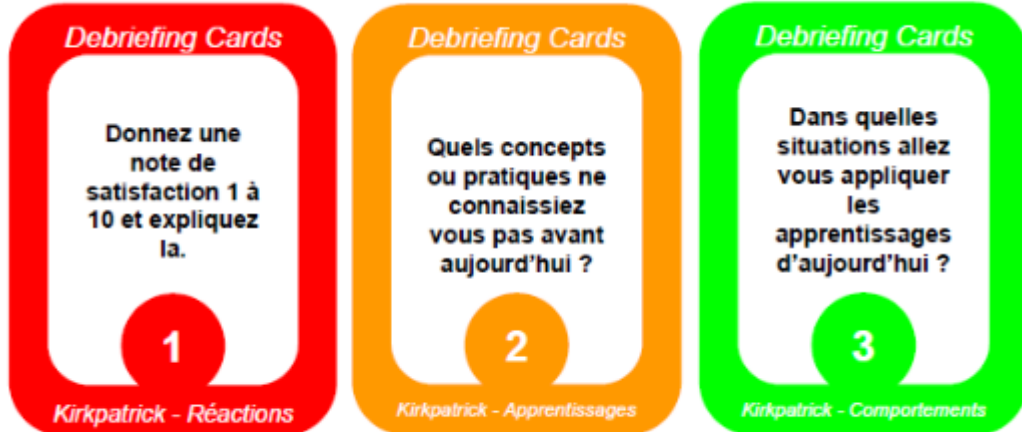 Debriefing Cards
Donnez une
note de
satisfaction 1 à
10 et expliquez
la.
1
Kirkpatrick - Réactions
Debriefing Cards
Quels concepts
ou pratiques ne
connaissiez
vous pas avant
aujourd'hui ?
2
Kirkpatrick - Apprentissages
Debriefing Cards
Dans quelles
situations allez
vous appliquer
les
apprentissages
d'aujourd'hui ?
3
Kirkpatrick - Comportements